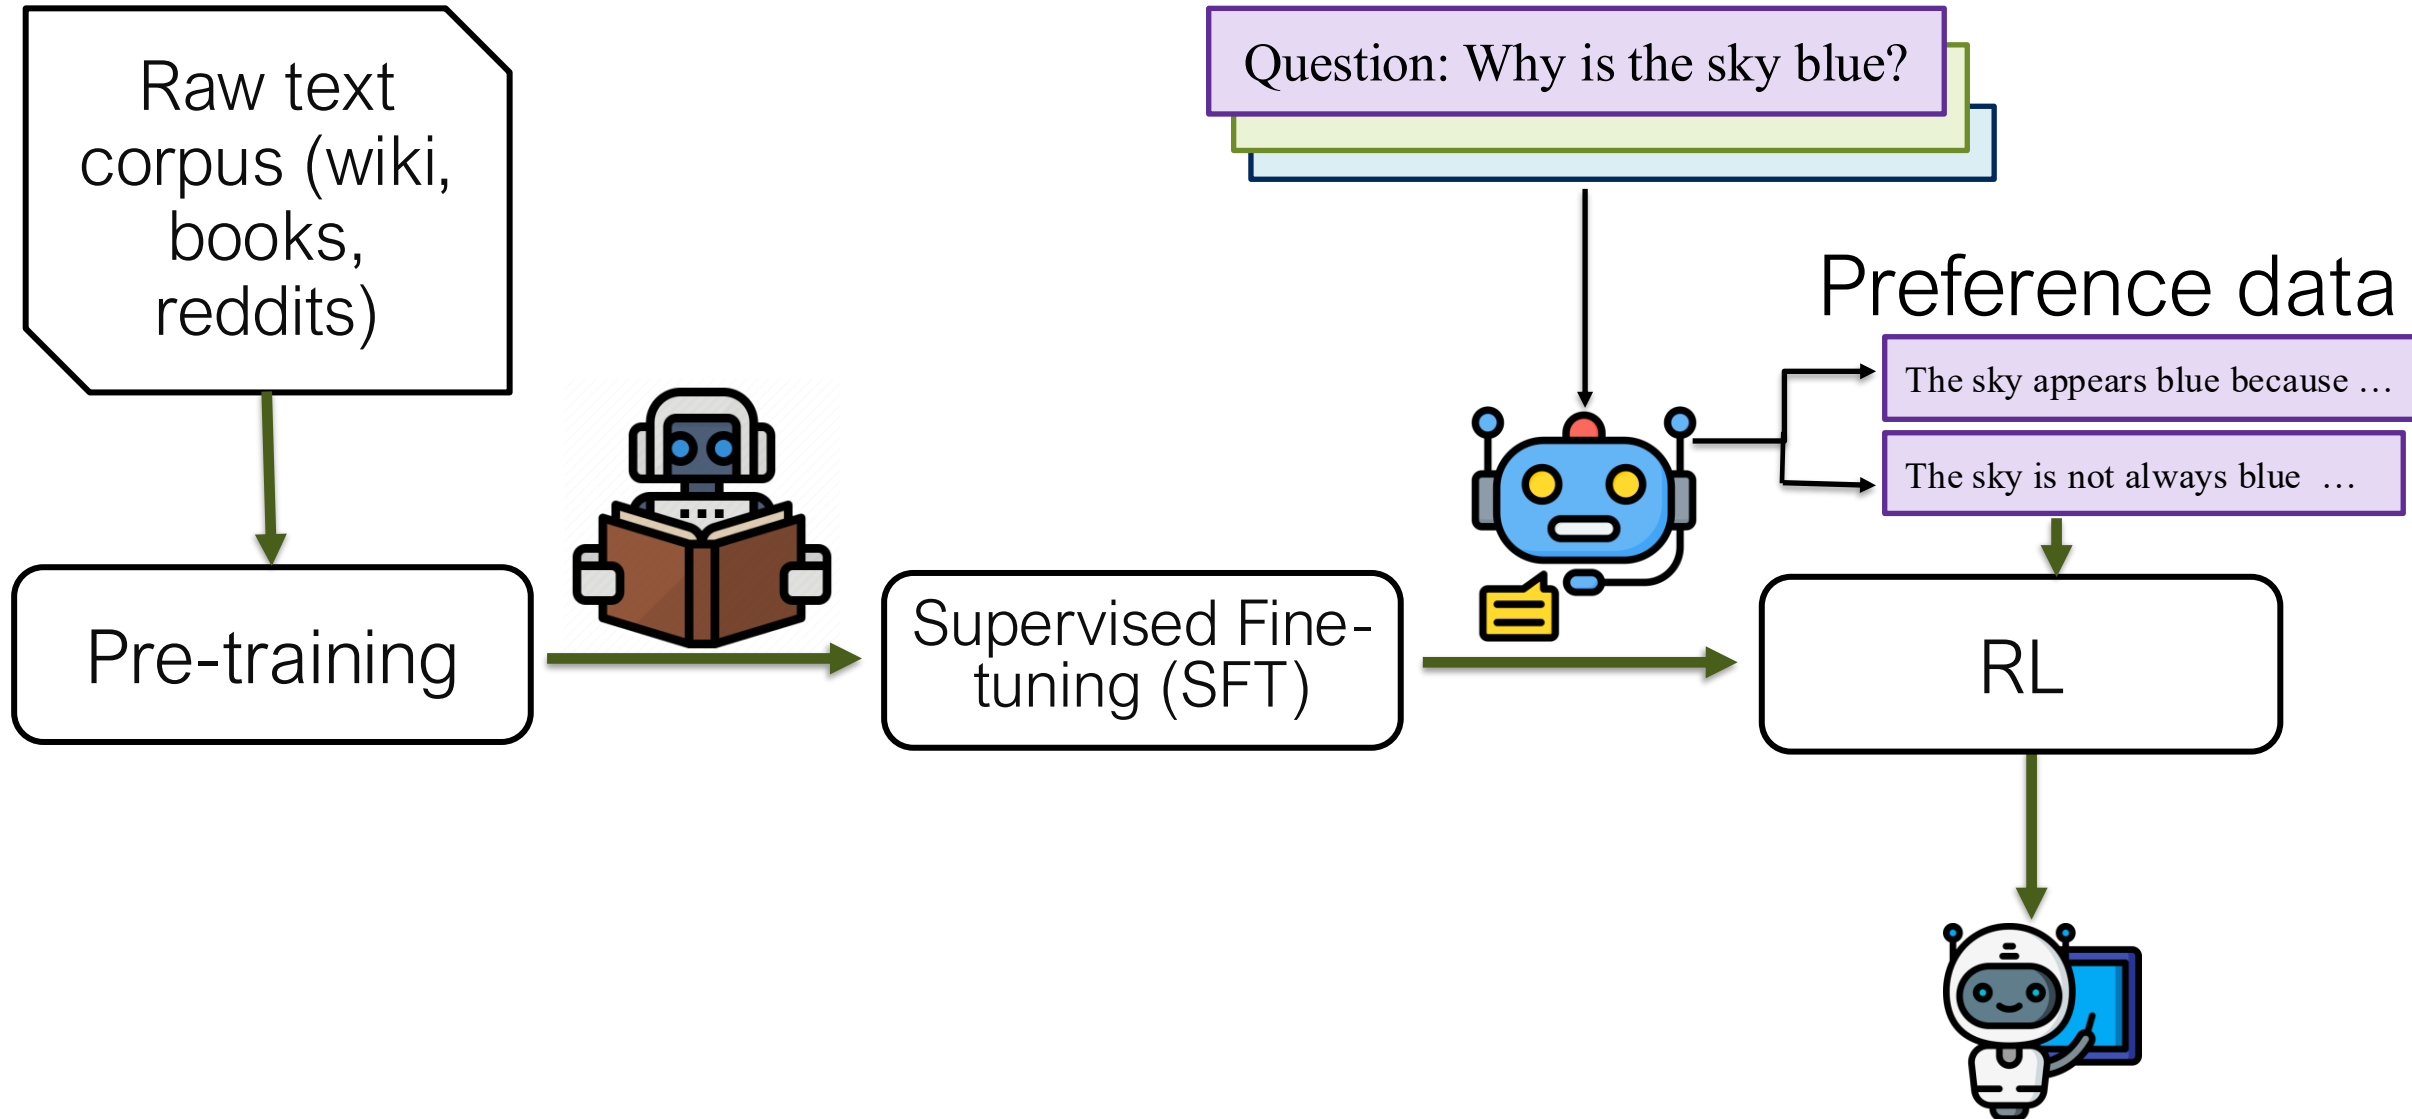 Raw text
corpus (wiki,
books,
reddits)
Question: Why is the sky blue?
Preference data
The sky appears blue because …
The sky is not always blue  …
Pre-training
Supervised Fine-
tuning (SFT)
RL